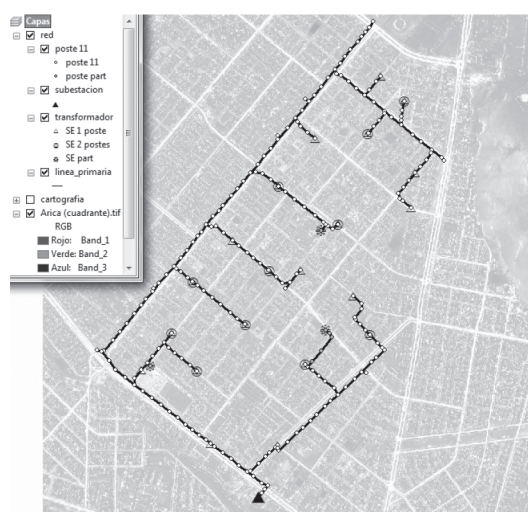 Capas
red
poste 11
poste 11
poste part
subestacion
transformador
SE 1 poste
SE 2 postes
SE part
linea_primaria
cartografia
Arica (cuadrante).tif
RGB
Rojo: Band_1
Verde: Band_2
Azul: Band_3